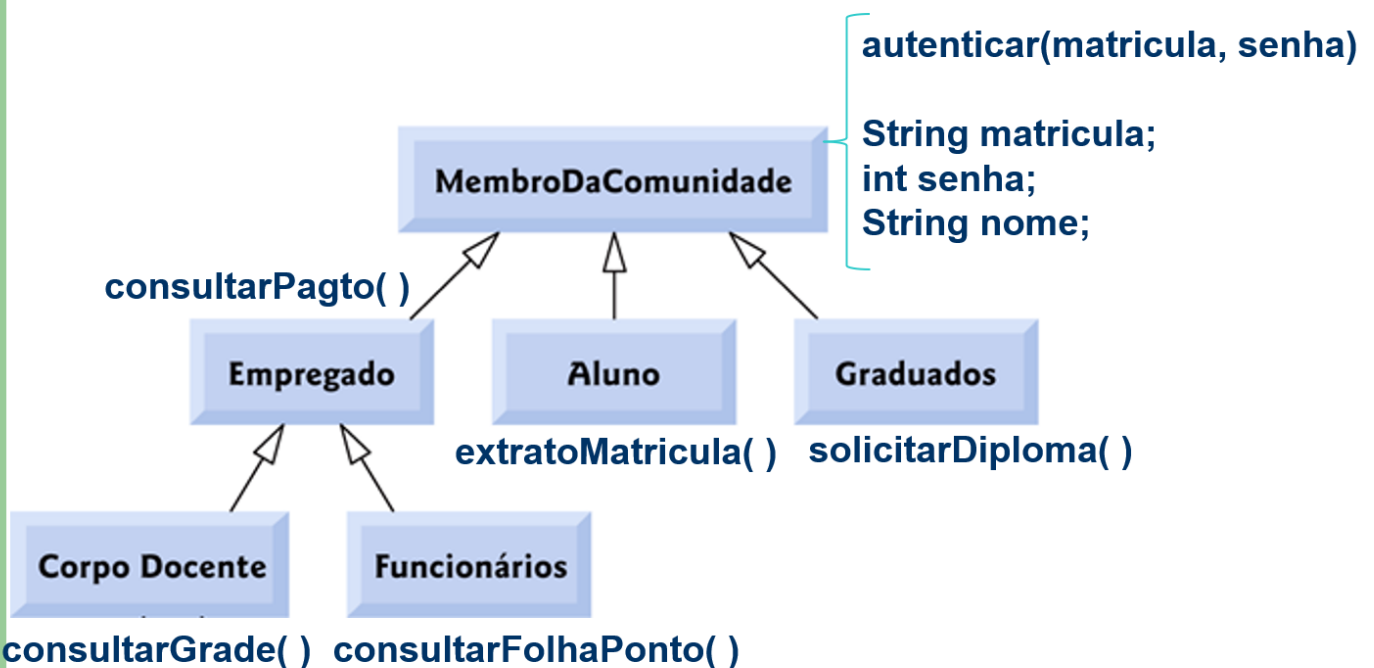 autenticar(matricula, senha)
String matricula;
MembroDaComunidade
int senha;
String nome;
consultarPagto( )
Empregado
Aluno
Graduados
extratoMatricula( )
solicitarDiploma( )
Corpo Docente
Funcionários
consultarGrade( )
consultarFolhaPonto( )